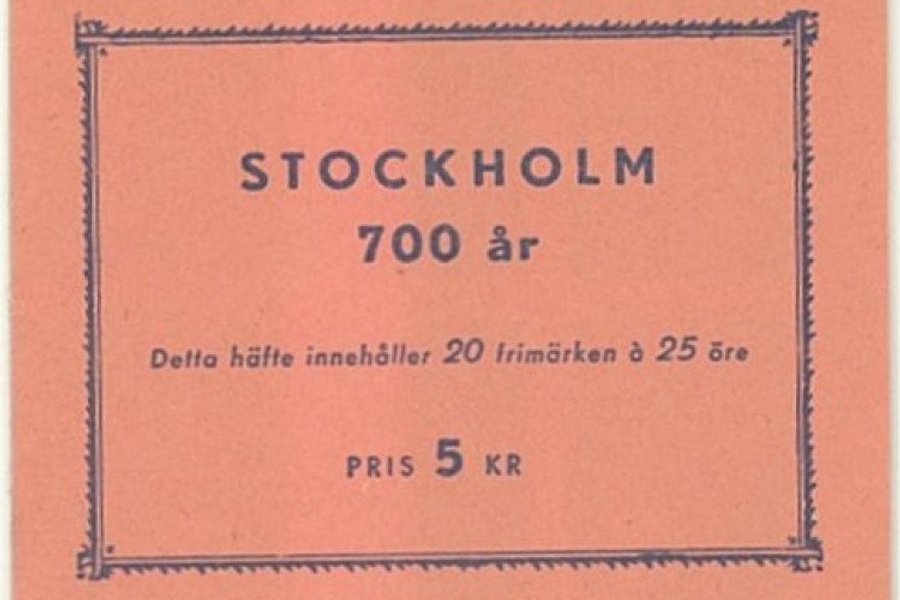 STOCKHOLM
700 år
Detta häfte innehåller 20 frimärken à 25 öre
PRIS 5 KR